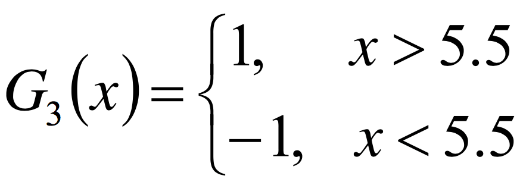 G₃(x)= { 1, x > 5.5
−1, x < 5.5